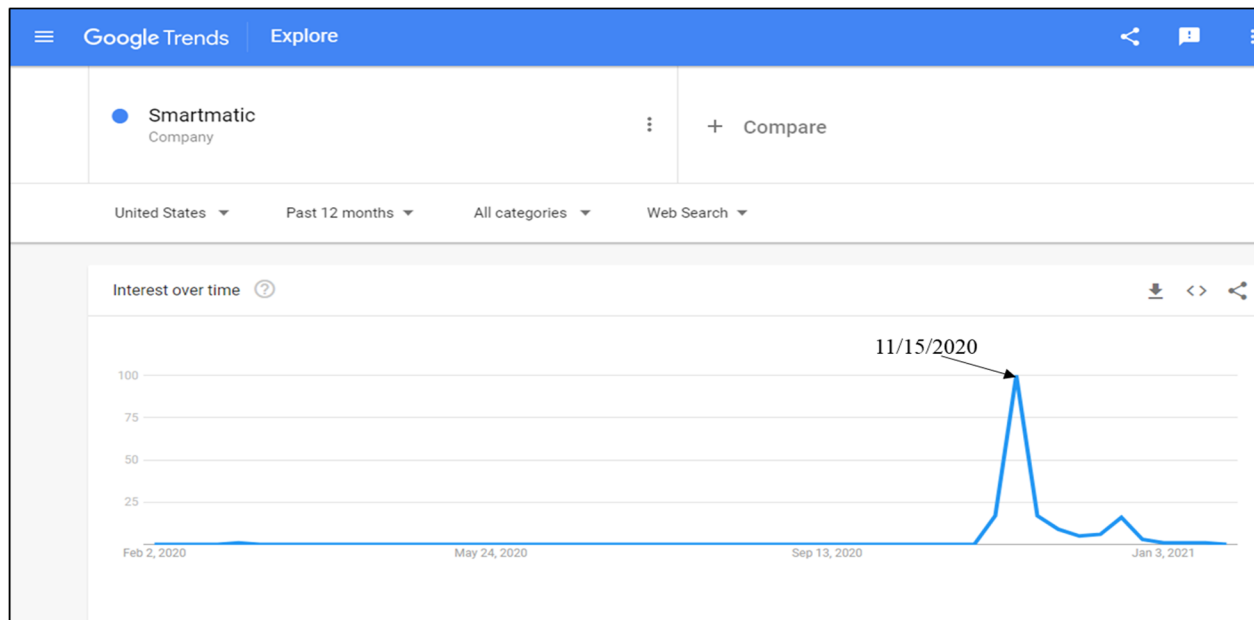 Google Trends Explore
Smartmatic
Company
+ Compare
United States Past 12 months All categories Web Search
Interest over time
11/15/2020
100
75
50
25
Feb 2, 2020 May 24, 2020 Sep 13, 2020 Jan 3, 2021